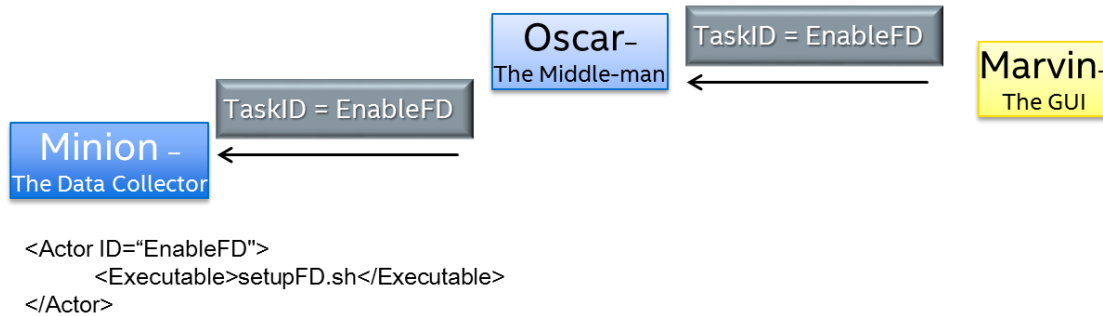 Oscar–
The Middle-man
TaskID = EnableFD
Marvin-
The GUI
TaskID = EnableFD
Minion –
The Data Collector
<Actor ID=“EnableFD">
<Executable>setupFD.sh</Executable>
</Actor>